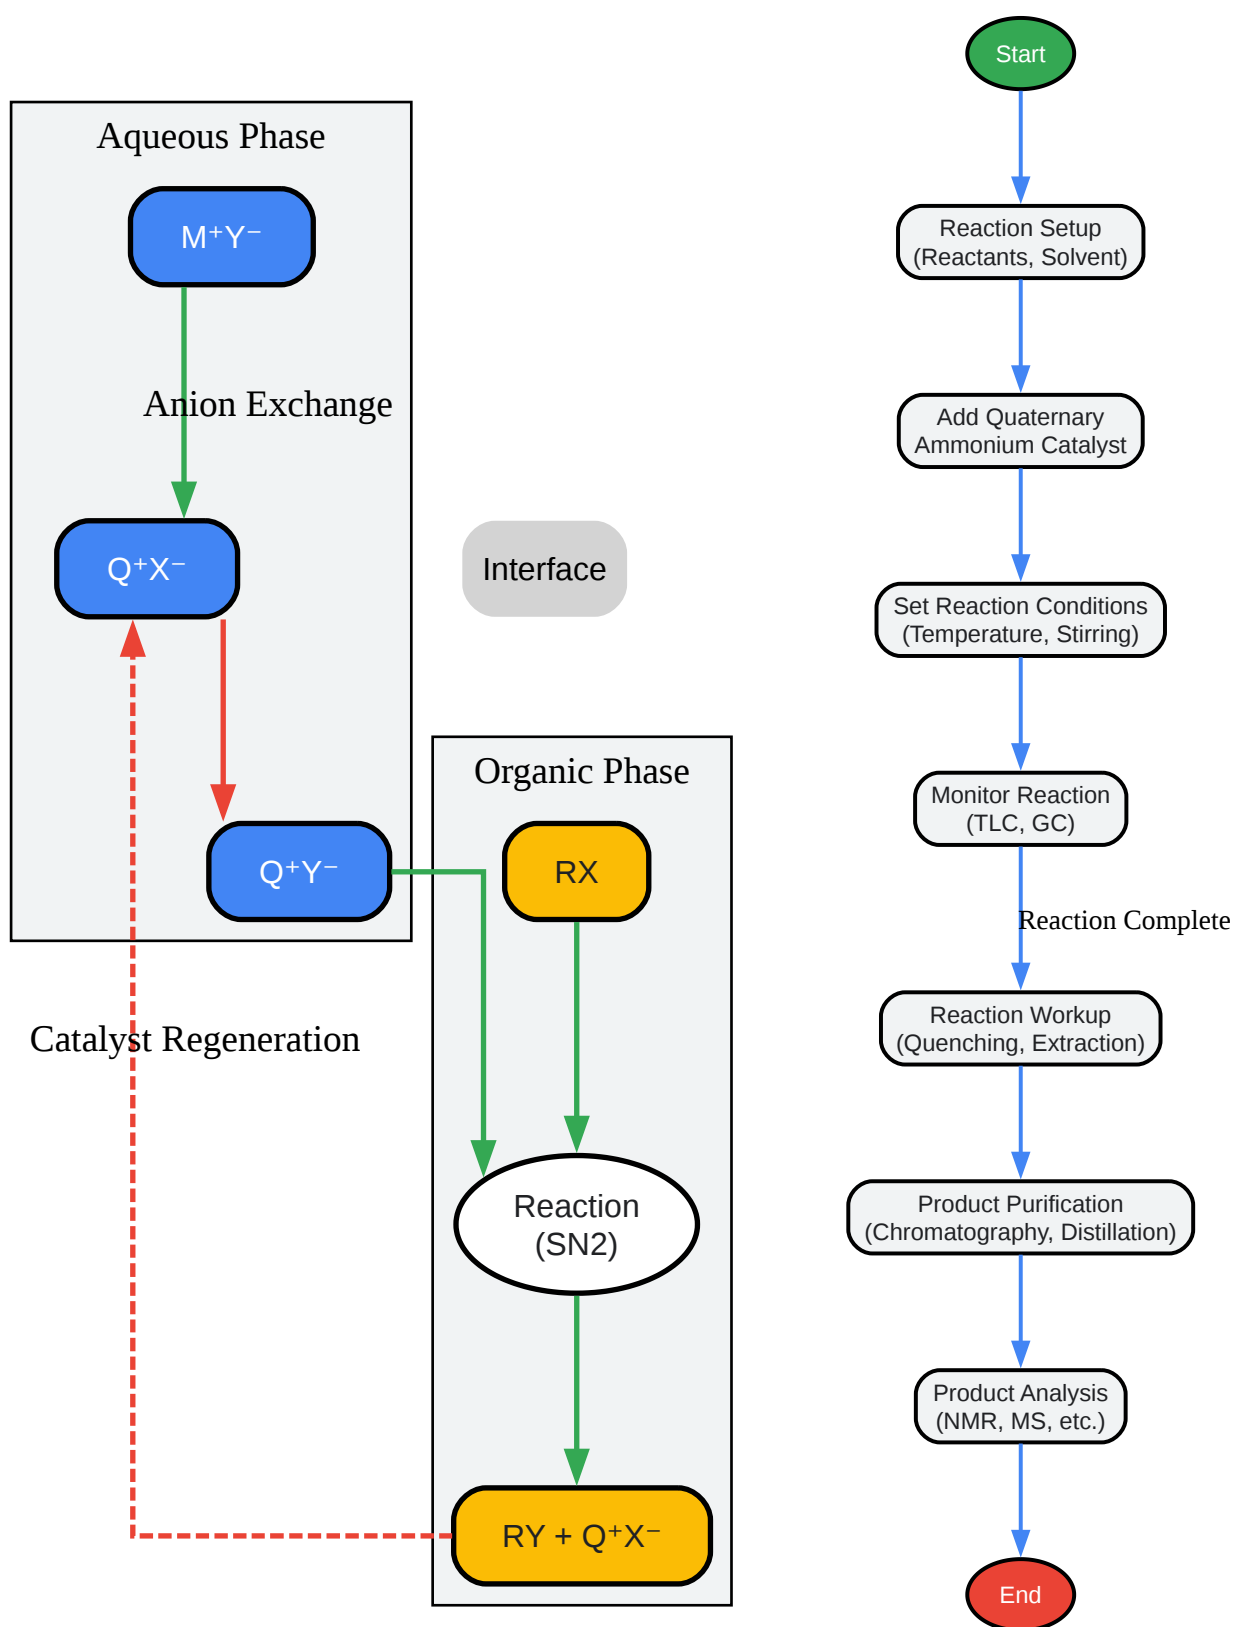 Aqueous Phase
M⁺Y⁻
Anion Exchange
Q⁺X⁻
Interface
Q⁺Y⁻
Organic Phase
RX
Catalyst Regeneration
Reaction
(SN2)
RY + Q⁺X⁻
Start
Reaction Setup
(Reactants, Solvent)
Add Quaternary
Ammonium Catalyst
Set Reaction Conditions
(Temperature, Stirring)
Monitor Reaction
(TLC, GC)
Reaction Complete
Reaction Workup
(Quenching, Extraction)
Product Purification
(Chromatography, Distillation)
Product Analysis
(NMR, MS, etc.)
End